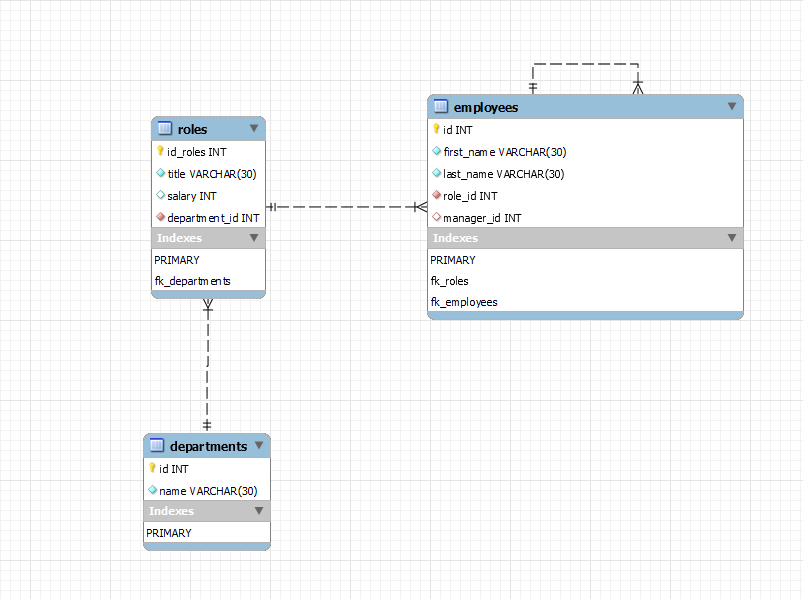 roles
id_roles INT
title VARCHAR(30)
salary INT
department_id INT
Indexes
PRIMARY
fk_departments
employees
id INT
first_name VARCHAR(30)
last_name VARCHAR(30)
role_id INT
manager_id INT
Indexes
PRIMARY
fk_roles
fk_employees
departments
id INT
name VARCHAR(30)
Indexes
PRIMARY